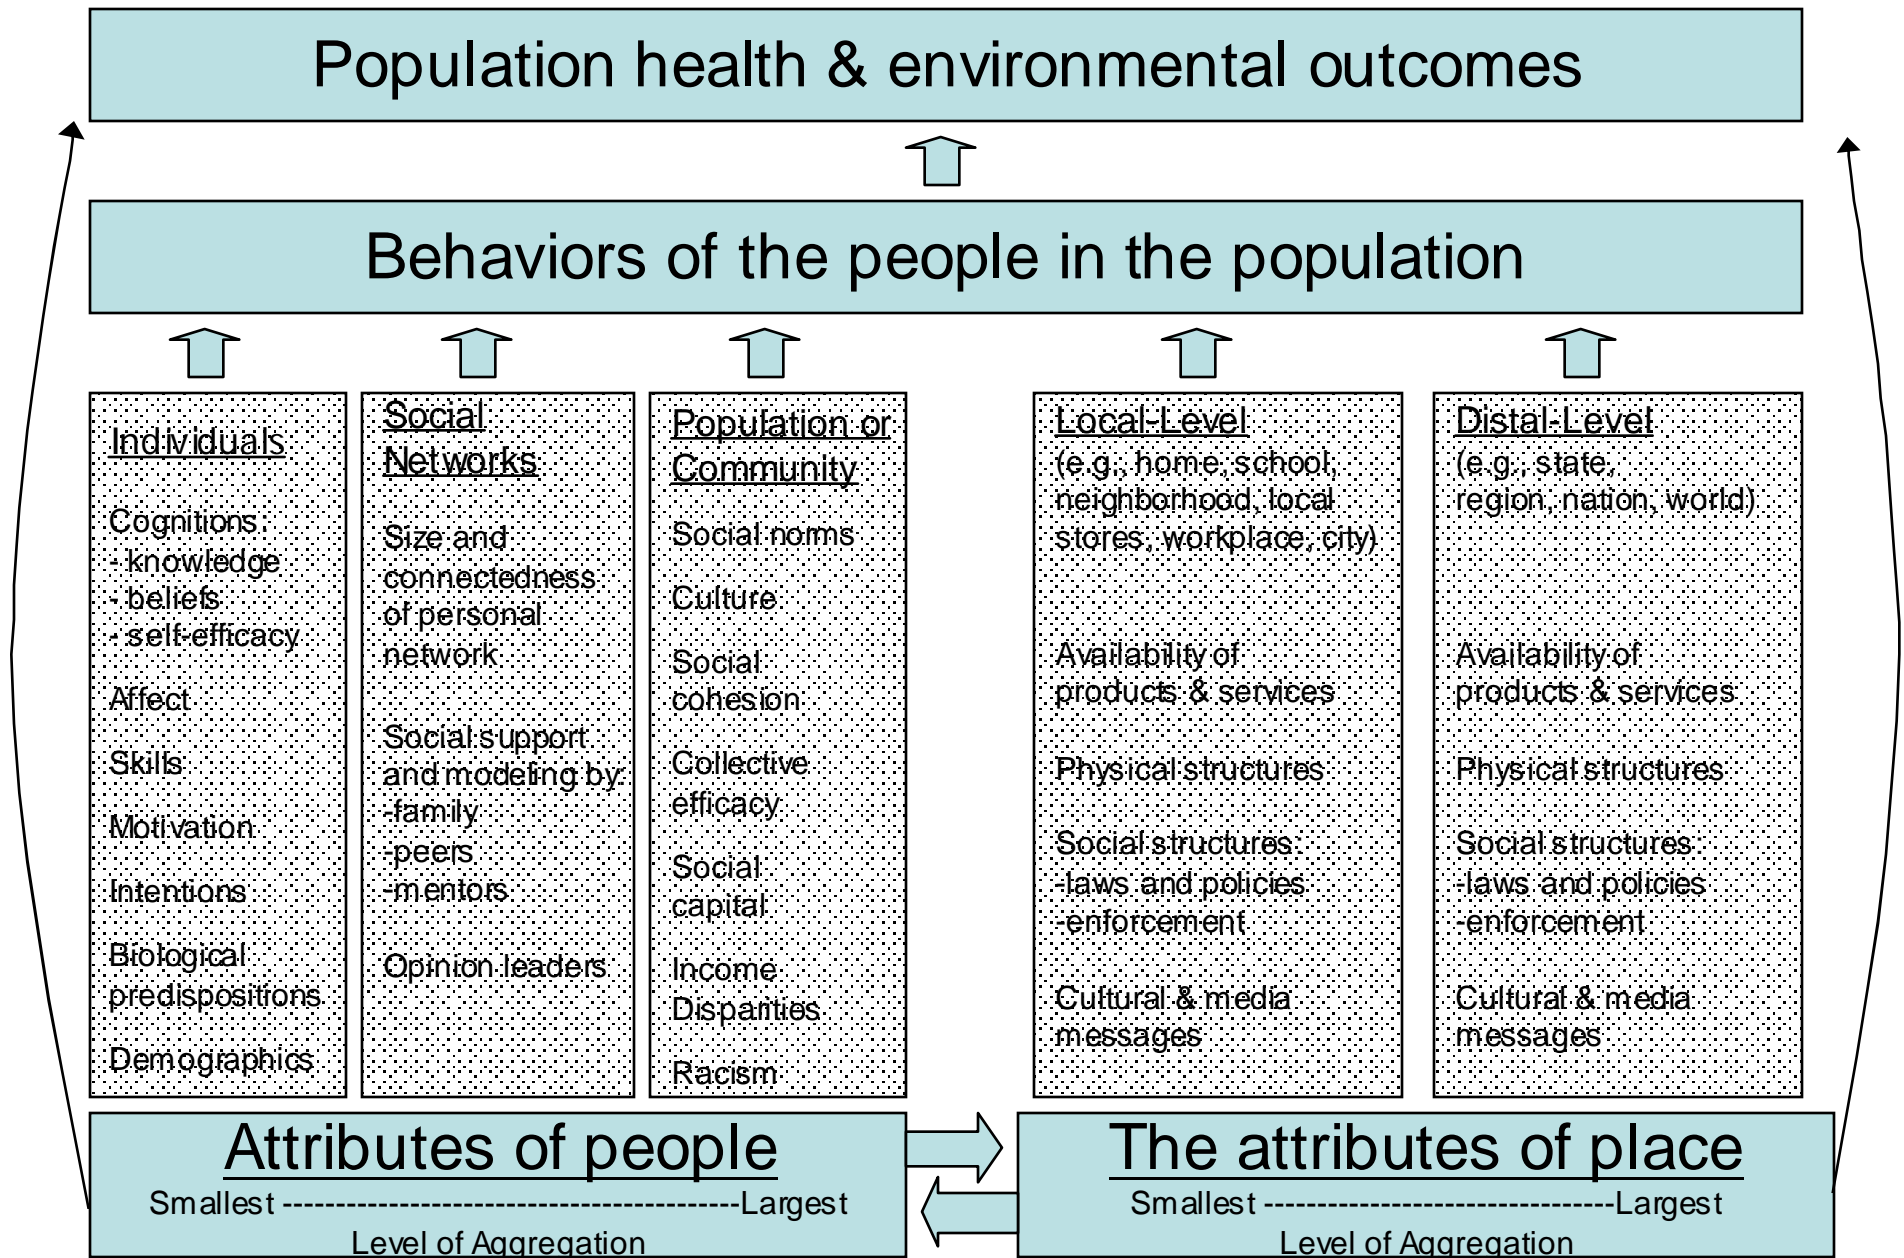 Population health & environmental outcomes
Behaviors of the people in the population
Individuals
Cognitions:
- knowledge
- beliefs
- self-efficacy
Affect
Skills
Motivation
Intentions
Biological
predispositions
Demographics
Social
Networks
Size and
connectedness
of personal
network
Social support
and modeling by:
-family
-peers
-mentors
Opinion leaders
Population or
Community
Social norms
Culture
Social
cohesion
Collective
efficacy
Social
capital
Income
Disparities
Racism
Local-Level
(e.g., home, school,
neighborhood, local
stores, workplace, city)
Availability of
products & services
Physical structures
Social structures:
-laws and policies
-enforcement
Cultural & media
messages
Distal-Level
(e.g., state,
region, nation, world)
Availability of
products & services
Physical structures
Social structures:
-laws and policies
-enforcement
Cultural & media
messages
Attributes of people
Smallest -------------------------------------------Largest
Level of Aggregation
The attributes of place
Smallest ---------------------------------Largest
Level of Aggregation